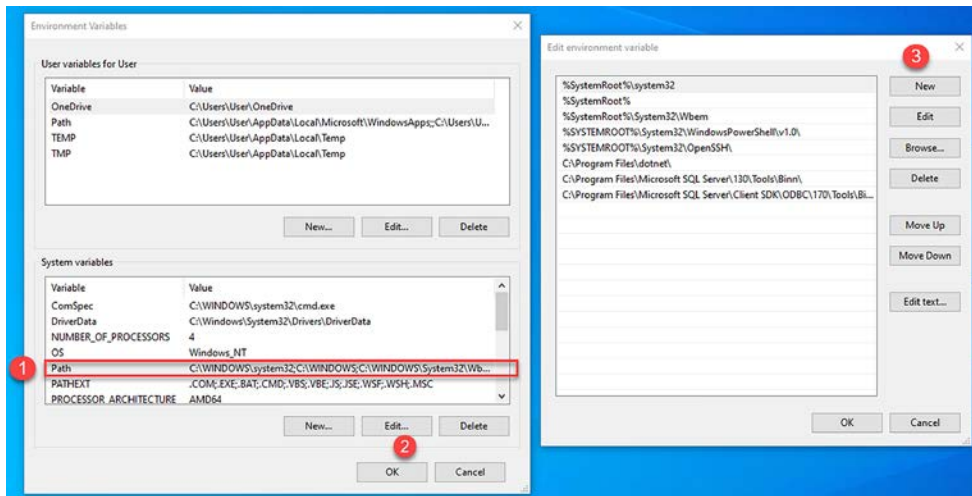 Environment Variables
User variables for User
Variable Value
OneDrive C:\Users\User\OneDrive
Path C:\Users\User\AppData\Local\Microsoft\WindowsApps;;C:\Users\U...
TEMP C:\Users\User\AppData\Local\Temp
TMP C:\Users\User\AppData\Local\Temp
New... Edit... Delete
System variables
Variable Value
ComSpec C:\WINDOWS\system32\cmd.exe
DriverData C:\Windows\System32\Drivers\DriverData
NUMBER_OF_PROCESSORS 4
OS Windows_NT
1 Path C:\WINDOWS\system32;C:\WINDOWS;C:\WINDOWS\System32\Wb...
PATHEXT .COM;.EXE;.BAT;.CMD;.VBS;.VBE;.JS;.JSE;.WSF;.WSH;.MSC
PROCESSOR_ARCHITECTURE AMD64
New... Edit... Delete
2
OK Cancel
Edit environment variable
3
%SystemRoot%\system32
%SystemRoot%
%SystemRoot%\System32\Wbem
%SYSTEMROOT%\System32\WindowsPowerShell\v1.0\
%SYSTEMROOT%\System32\OpenSSH\
C:\Program Files\dotnet\
C:\Program Files\Microsoft SQL Server\130\Tools\Binn\
C:\Program Files\Microsoft SQL Server\Client SDK\ODBC\170\Tools\Bi...
New
Edit
Browse...
Delete
Move Up
Move Down
Edit text...
OK Cancel